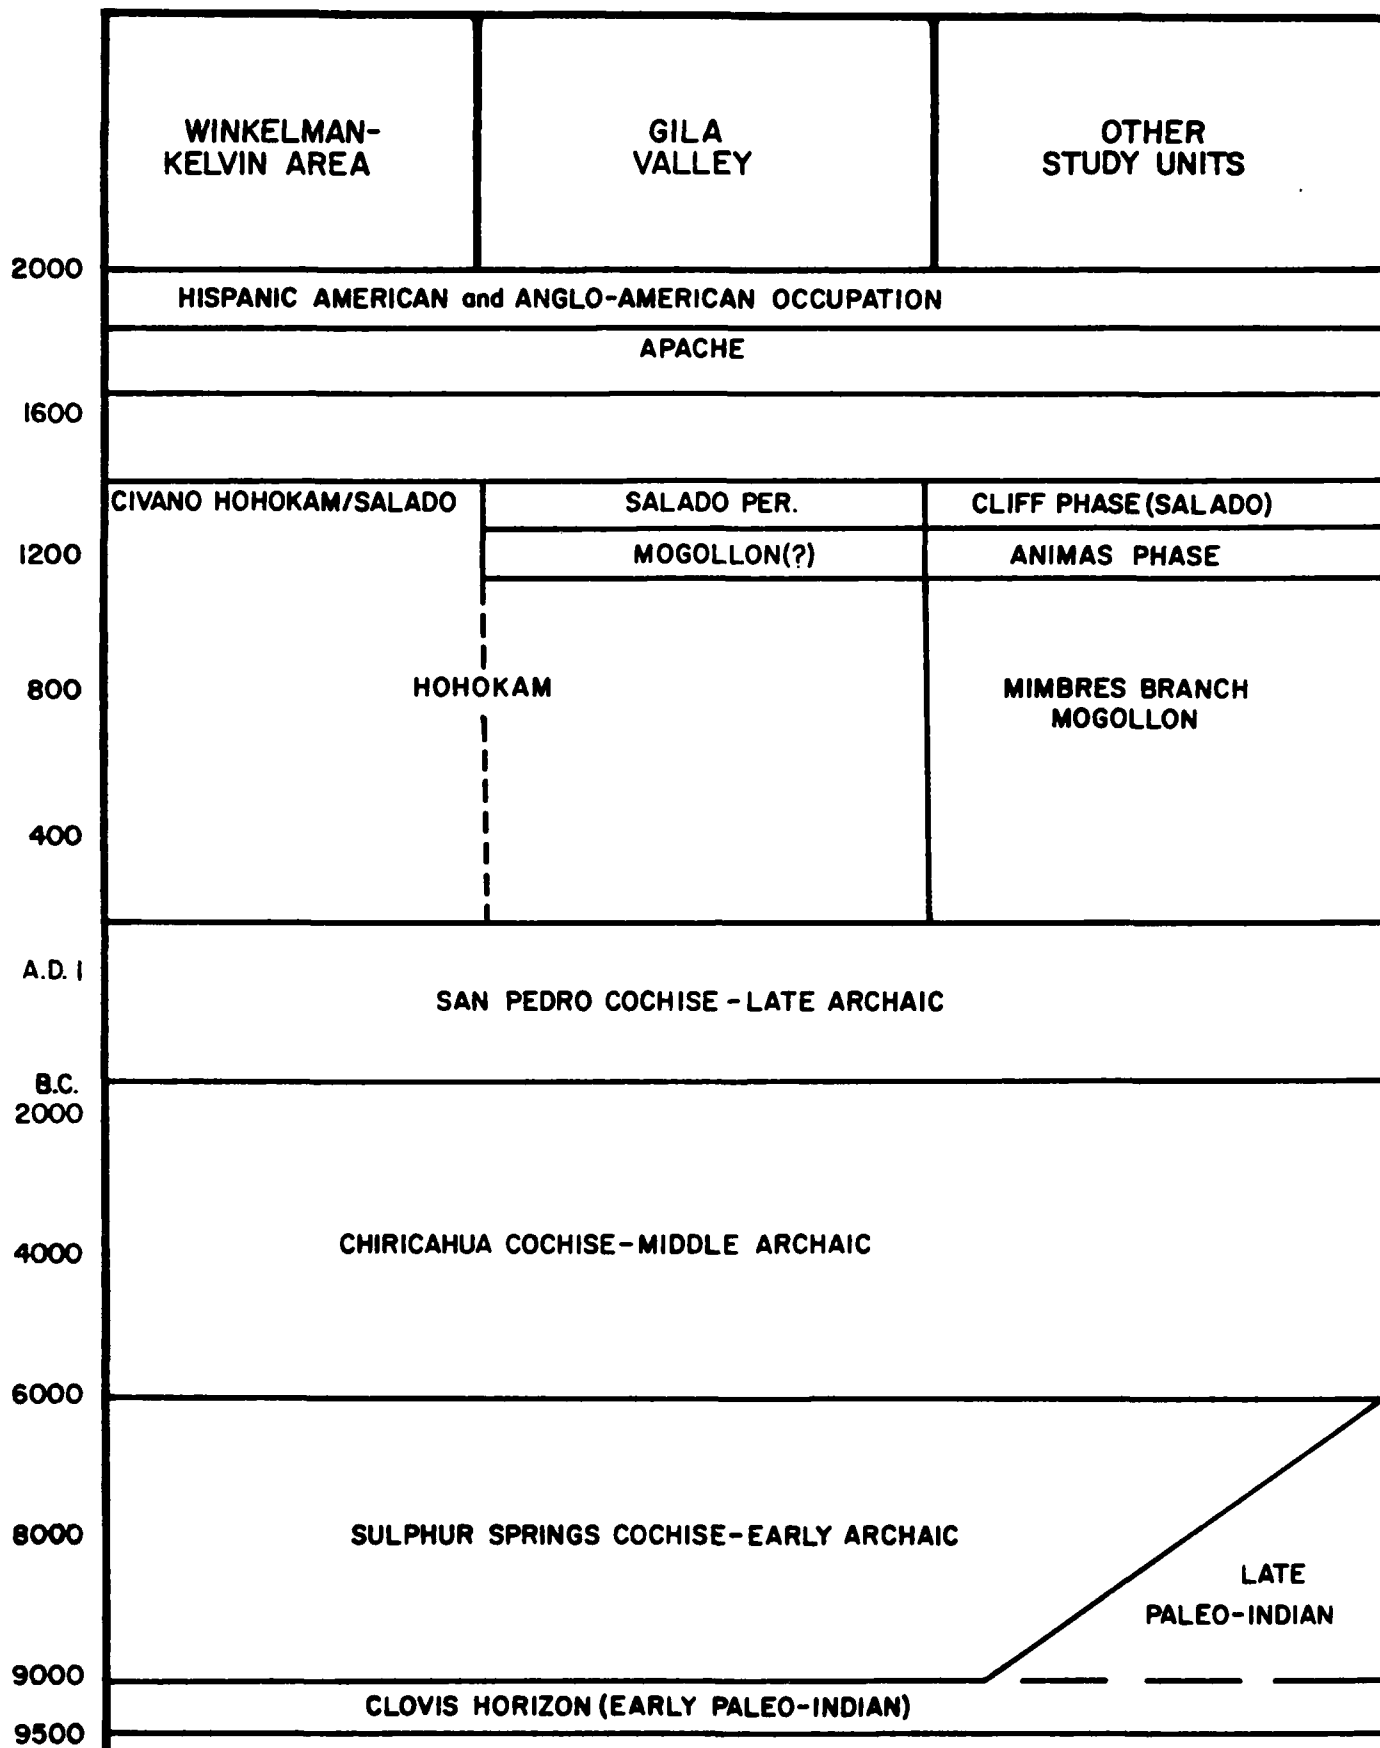 WINKELMAN-
KELVIN AREA
GILA
VALLEY
OTHER
STUDY UNITS
2000
HISPANIC AMERICAN and ANGLO-AMERICAN OCCUPATION
APACHE
1600
CIVANO HOHOKAM/SALADO
SALADO PER.
CLIFF PHASE (SALADO)
1200
MOGOLLON(?)
ANIMAS PHASE
800
HOHOKAM
MIMBRES BRANCH
MOGOLLON
400
A.D. 1
SAN PEDRO COCHISE - LATE ARCHAIC
B.C.
2000
CHIRICAHUA COCHISE-MIDDLE ARCHAIC
4000
6000
8000
SULPHUR SPRINGS COCHISE-EARLY ARCHAIC
LATE
PALEO-INDIAN
9000
CLOVIS HORIZON (EARLY PALEO-INDIAN)
9500